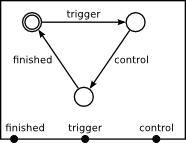 trigger
finished control
finished trigger control